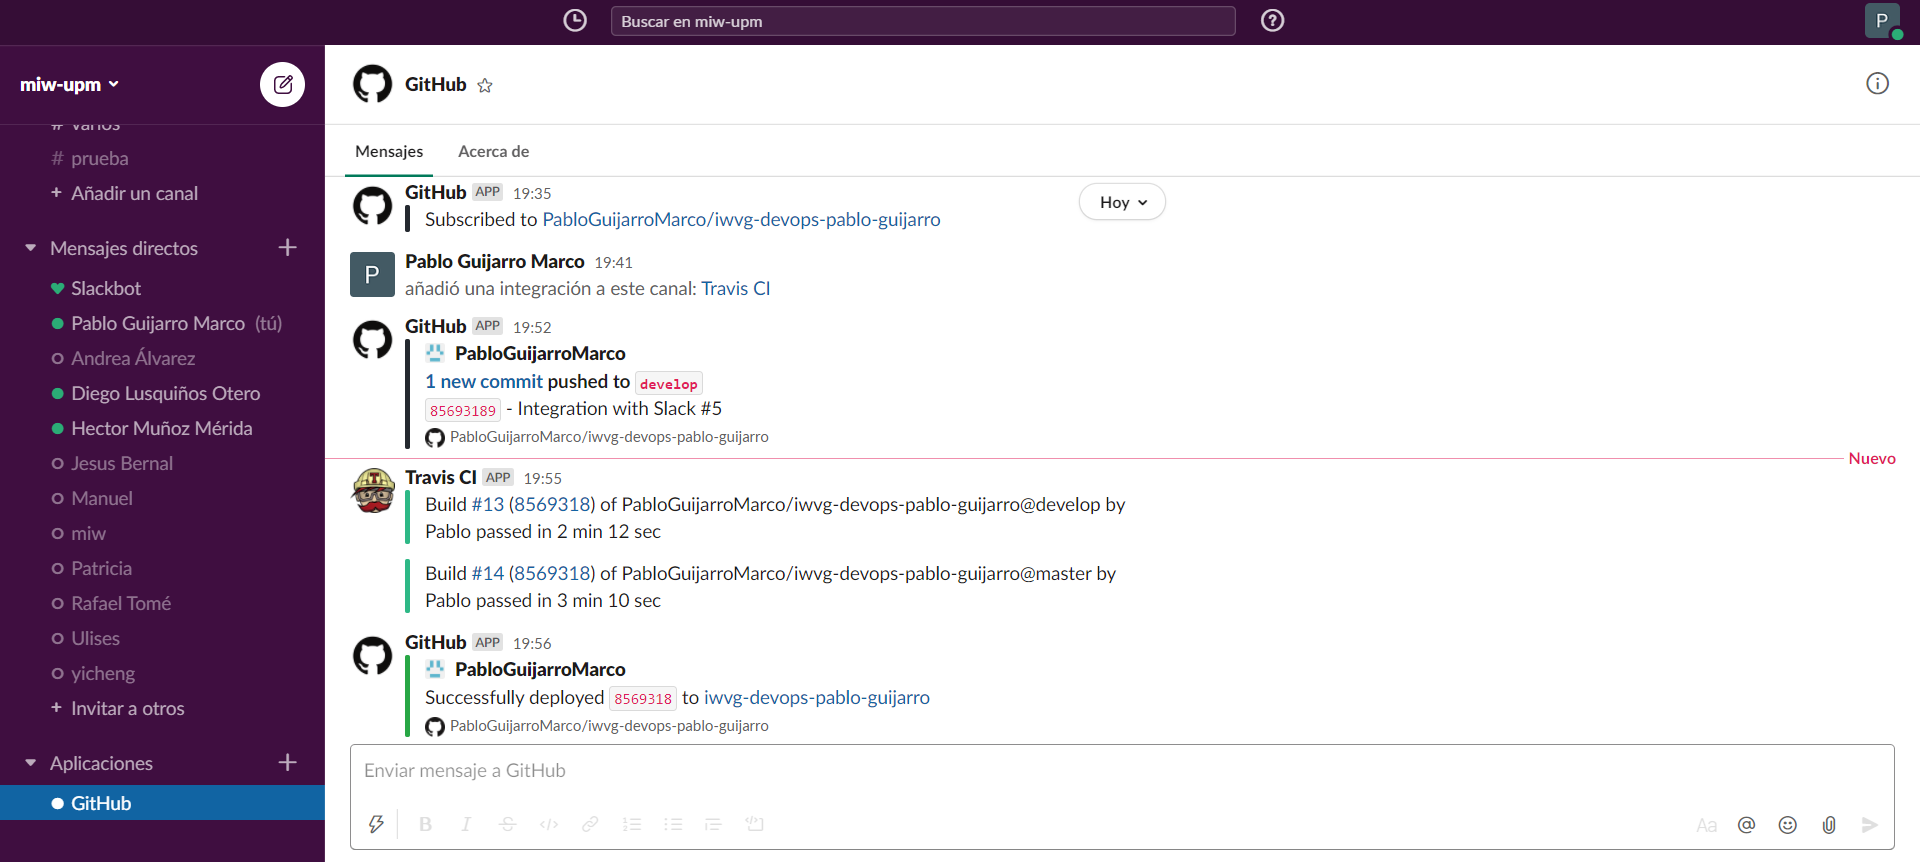 Buscar en miw-upm
P
miw-upm
# varios
# prueba
+ Añadir un canal
Mensajes directos
Slackbot
Pablo Guijarro Marco (tú)
Andrea Álvarez
Diego Lusquiños Otero
Hector Muñoz Mérida
Jesus Bernal
Manuel
miw
Patricia
Rafael Tomé
Ulises
yicheng
+ Invitar a otros
Aplicaciones
GitHub
GitHub
Mensajes Acerca de
Hoy
GitHub APP 19:35
Subscribed to PabloGuijarroMarco/iwvg-devops-pablo-guijarro
P
Pablo Guijarro Marco 19:41
añadió una integración a este canal: Travis CI
GitHub APP 19:52
PabloGuijarroMarco
1 new commit pushed to develop
85693189 - Integration with Slack #5
PabloGuijarroMarco/iwvg-devops-pablo-guijarro
Nuevo
Travis CI APP 19:55
Build #13 (8569318) of PabloGuijarroMarco/iwvg-devops-pablo-guijarro@develop by
Pablo passed in 2 min 12 sec
Build #14 (8569318) of PabloGuijarroMarco/iwvg-devops-pablo-guijarro@master by
Pablo passed in 3 min 10 sec
GitHub APP 19:56
PabloGuijarroMarco
Successfully deployed 8569318 to iwvg-devops-pablo-guijarro
PabloGuijarroMarco/iwvg-devops-pablo-guijarro
Enviar mensaje a GitHub
B I S </> Aa @